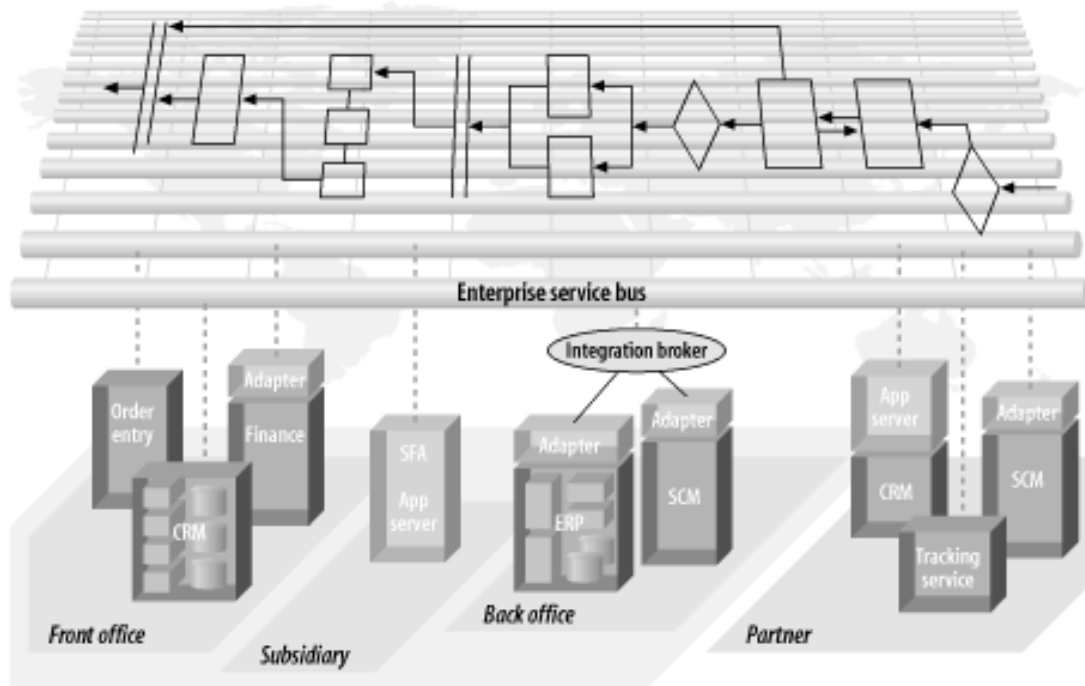 Enterprise service bus
Integration broker
Order
entry
Adapter
Finance
CRM
SFA
App
server
Adapter
ERP
Adapter
SCM
App
server
CRM
Adapter
SCM
Tracking
service
Front office
Subsidiary
Back office
Partner